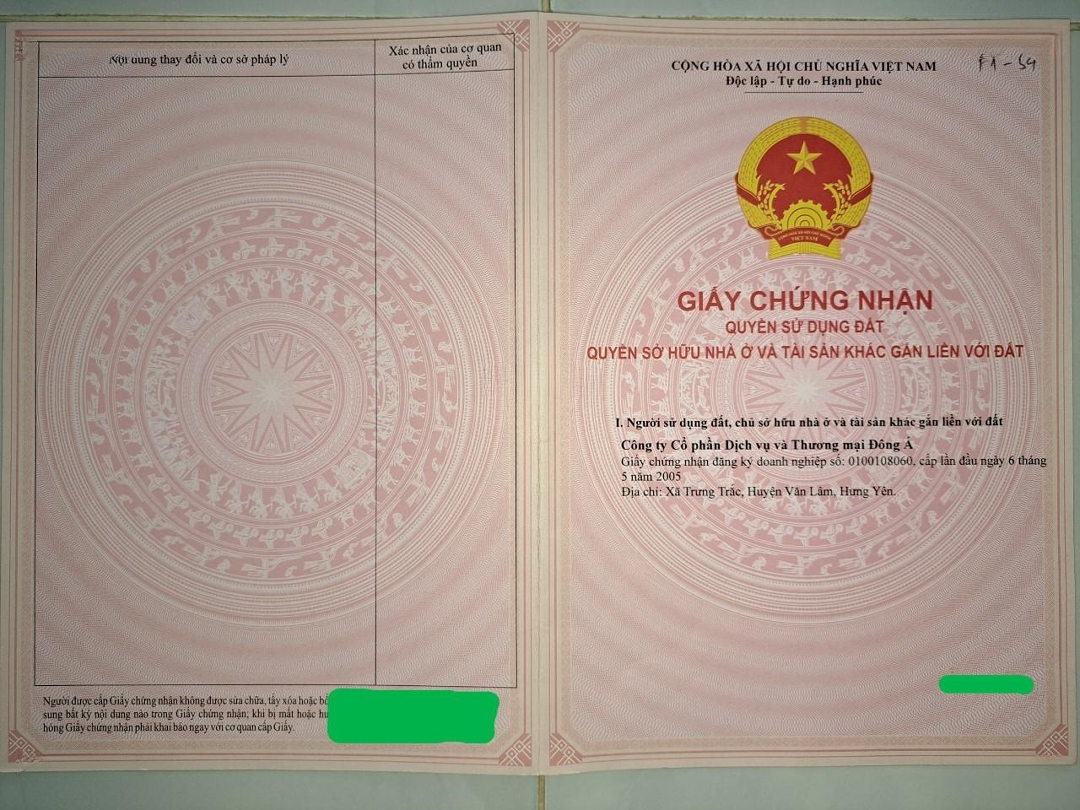 Nội dung thay đổi và cơ sở pháp lý
Xác nhận của cơ quan
có thẩm quyền
Người được cấp Giấy chứng nhận không được sửa chữa, tẩy xóa hoặc bổ
sung bất kỳ nội dung nào trong Giấy chứng nhận; khi bị mất hoặc hư
hỏng Giấy chứng nhận phải khai báo ngay với cơ quan cấp Giấy.
CỘNG HÒA XÃ HỘI CHỦ NGHĨA VIỆT NAM
Độc lập - Tự do - Hạnh phúc
VIỆT NAM
GIẤY CHỨNG NHẬN
QUYỀN SỬ DỤNG ĐẤT
QUYỀN SỞ HỮU NHÀ Ở VÀ TÀI SẢN KHÁC GẮN LIỀN VỚI ĐẤT
I. Người sử dụng đất, chủ sở hữu nhà ở và tài sản khác gắn liền với đất
Công ty Cổ phần Dịch vụ và Thương mại Đông Á
Giấy chứng nhận đăng ký doanh nghiệp số: 0100108060, cấp lần đầu ngày 6 tháng
5 năm 2005
Địa chỉ: Xã Trưng Trắc, Huyện Văn Lâm, Hưng Yên.